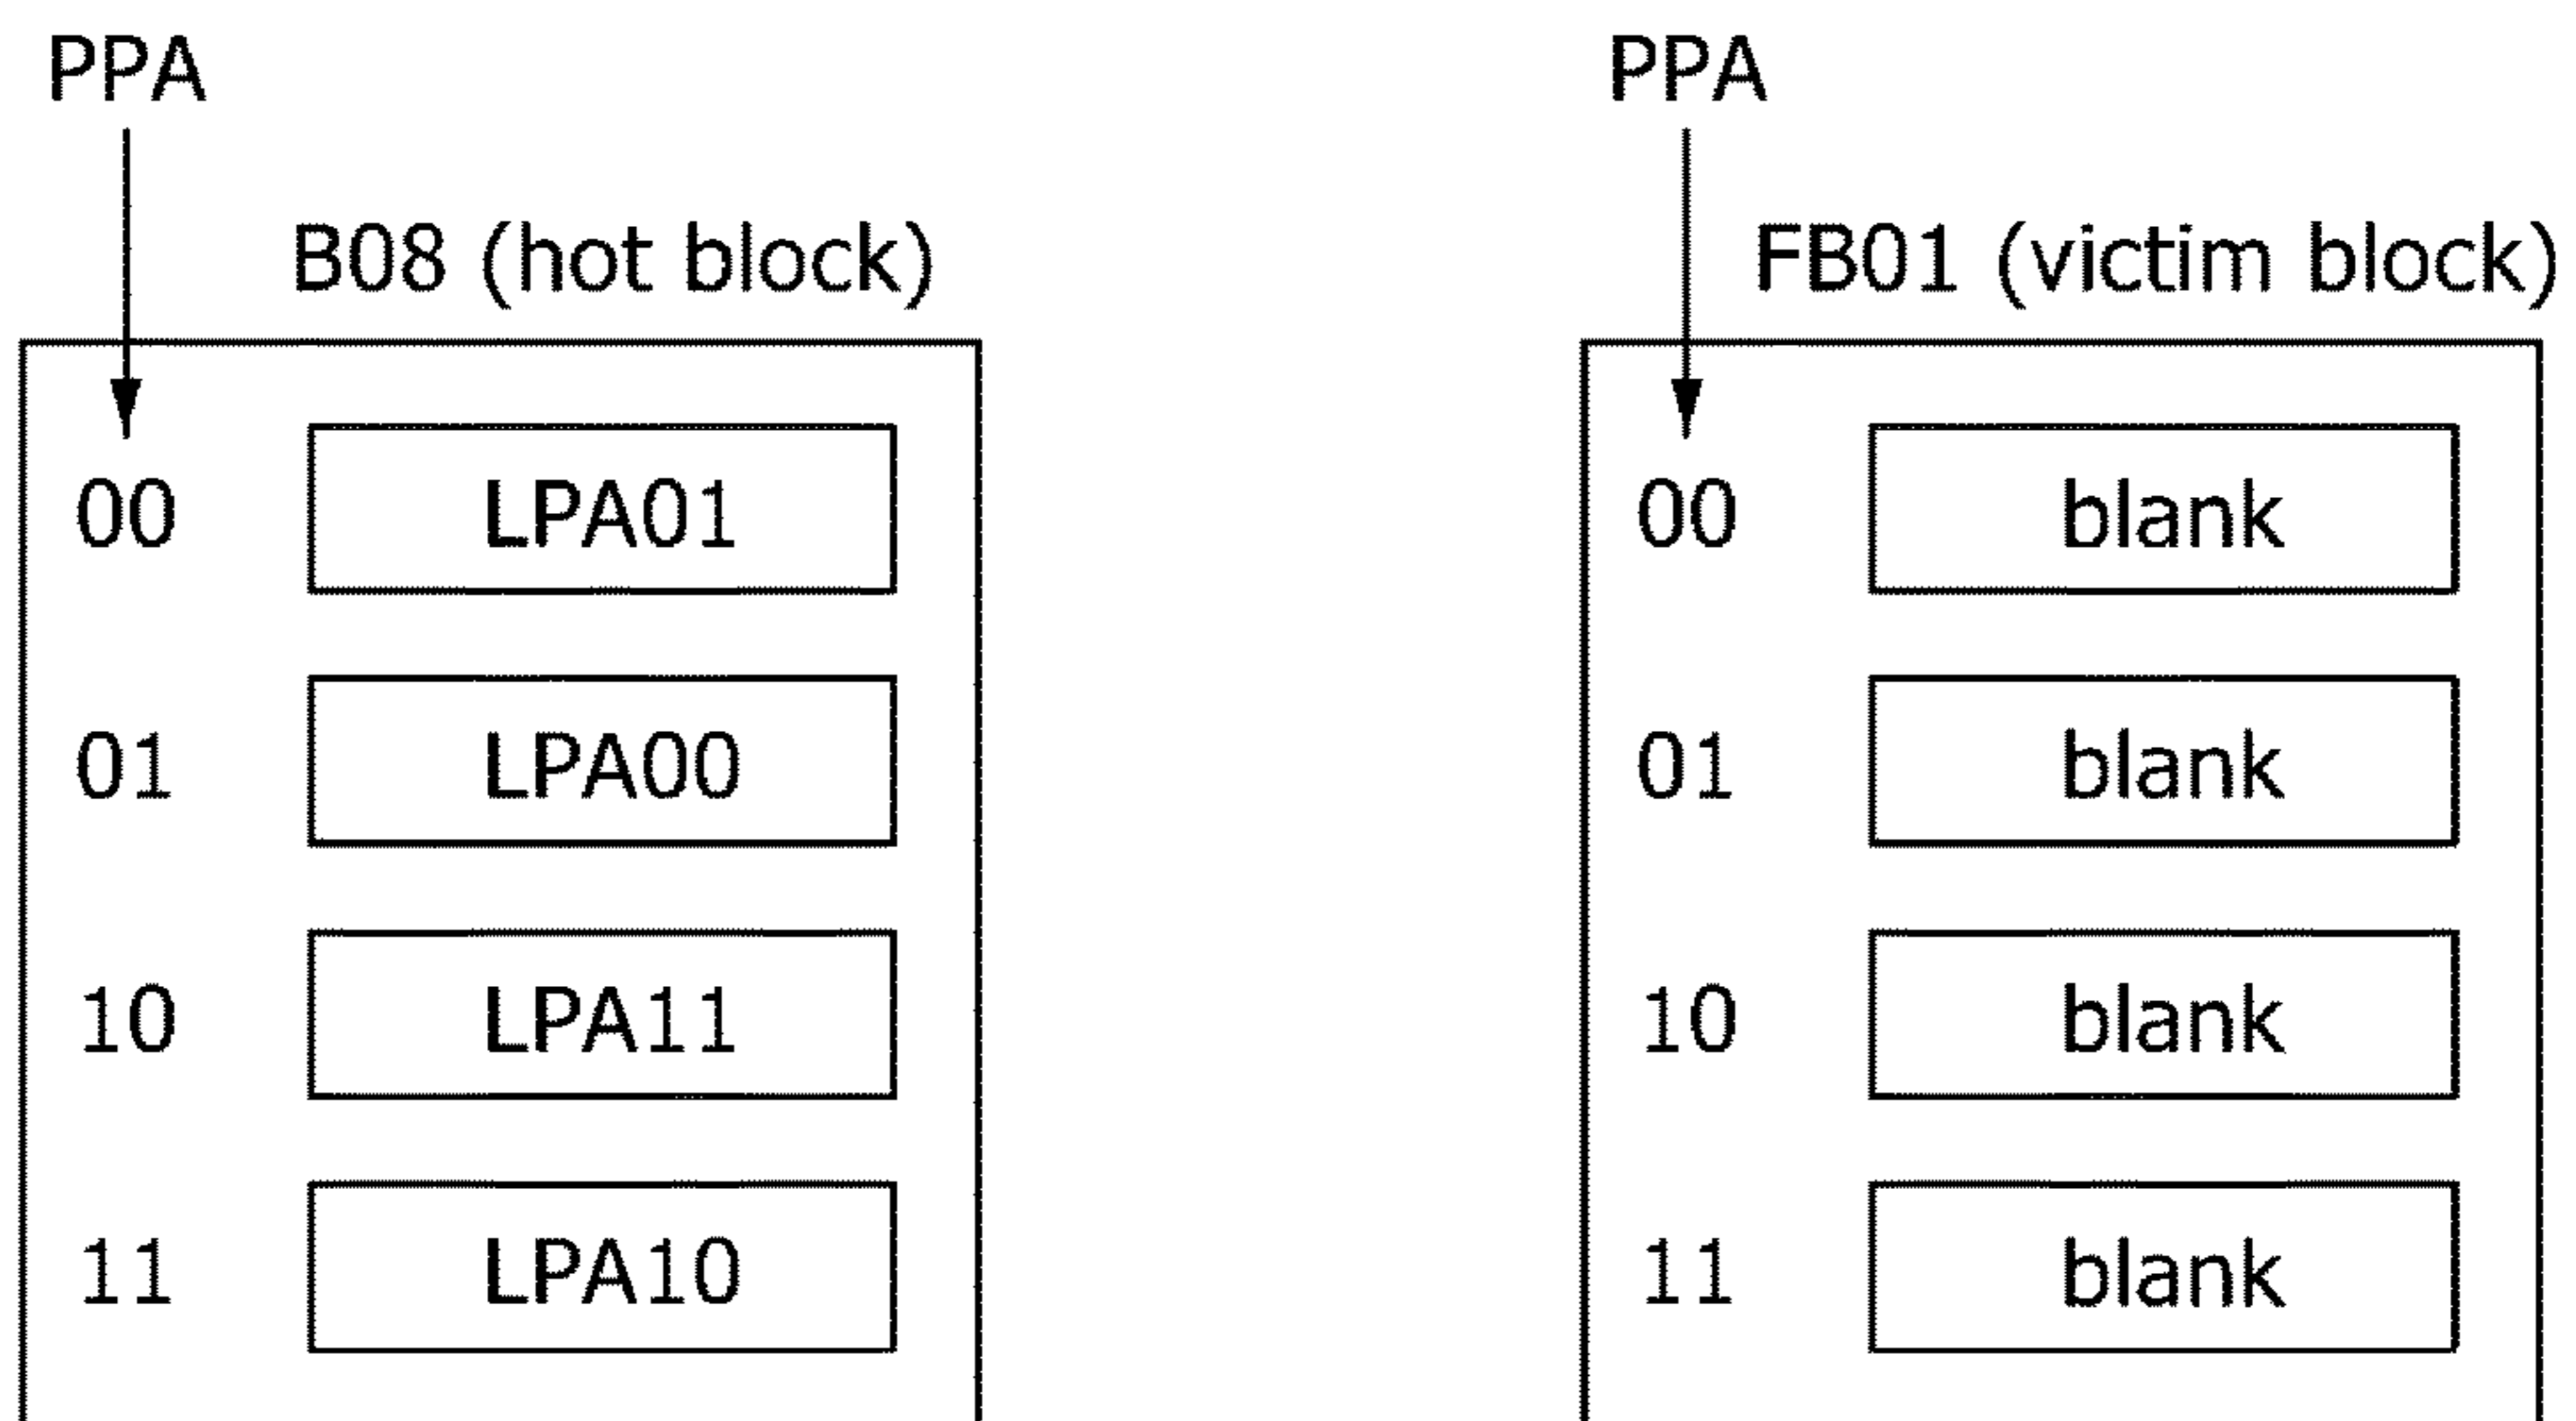 PPA PPA
B08 (hot block) FB01 (victim block)
00 LPA01 00 blank
01 LPA00 01 blank
10 LPA11 10 blank
11 LPA10 11 blank